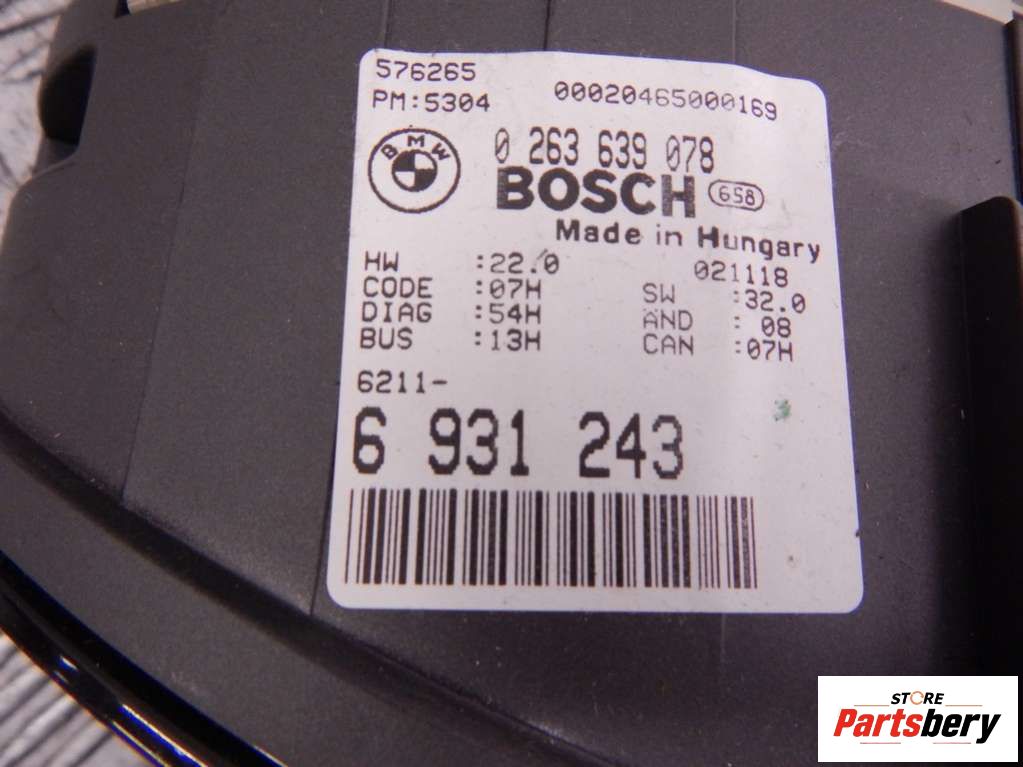 576265
PM:5304
00020465000169
BMW
0 263 639 078
BOSCH 658
Made in Hungary
HW :22.0
021118
CODE :07H
SW :32.0
DIAG :54H
AND : 08
BUS :13H
CAN :07H
6211-
6 931 243
STORE
Partsbery